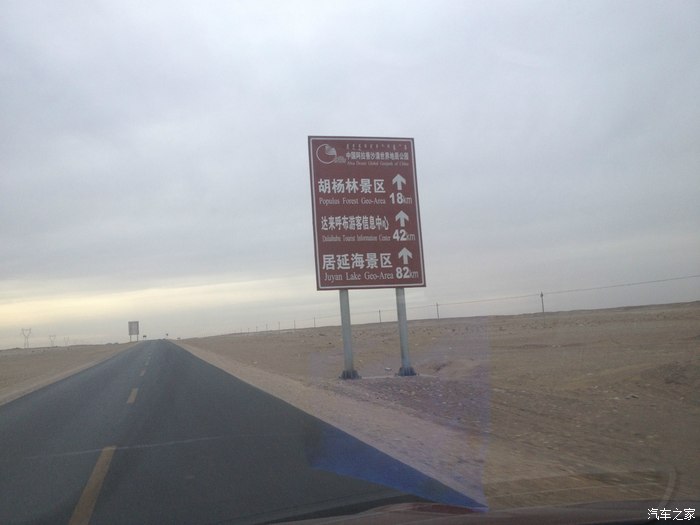 中国阿拉善沙漠世界地质公园
Alxa Desert Global Geopark of China
胡杨林景区
18km
Populus Forest Geo-Area
达来呼布游客信息中心
42km
Dalaihubu Tourist Information Center
居延海景区
82km
Juyan Lake Geo-Area
汽车之家